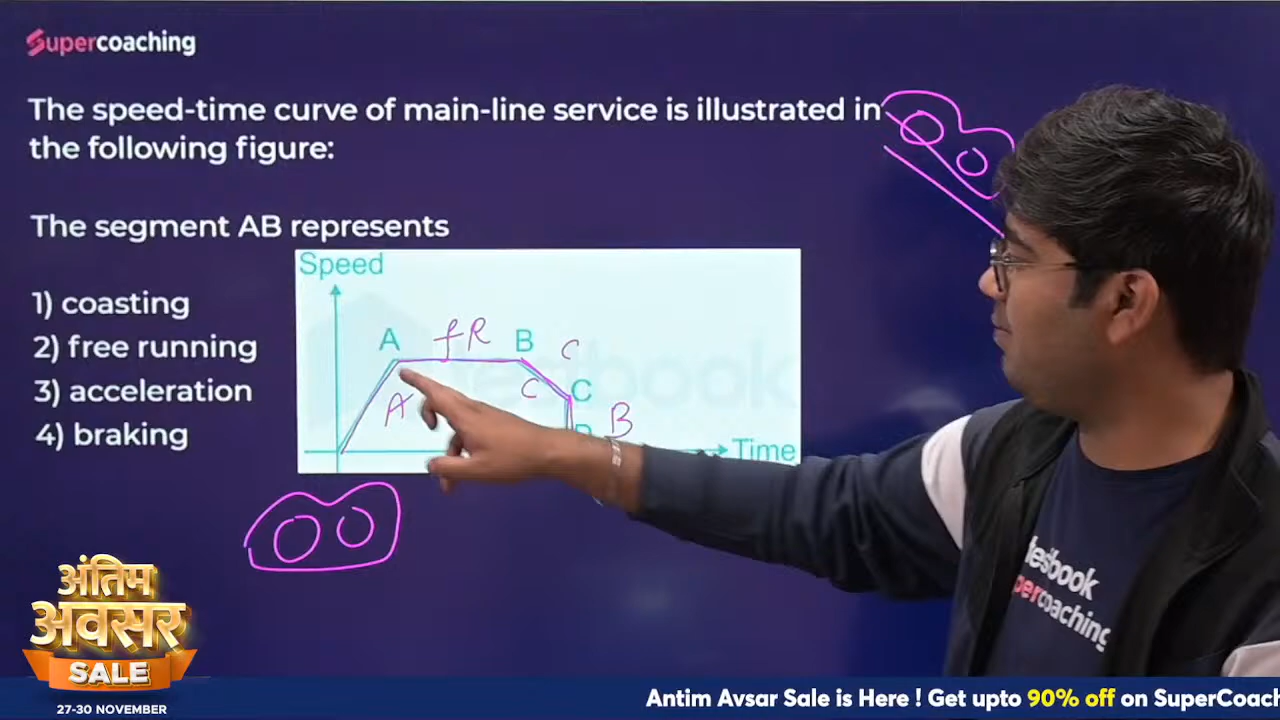 Supercoaching
The speed-time curve of main-line service is illustrated in
the following figure:
The segment AB represents
1) coasting
2) free running
3) acceleration
4) braking
Speed
A
fR
B
C
C
C
A
B
Time
testbook
supercoaching
अंतिम
अवसर
SALE
27-30 NOVEMBER
Antim Avsar Sale is Here ! Get upto 90% off on SuperCoach